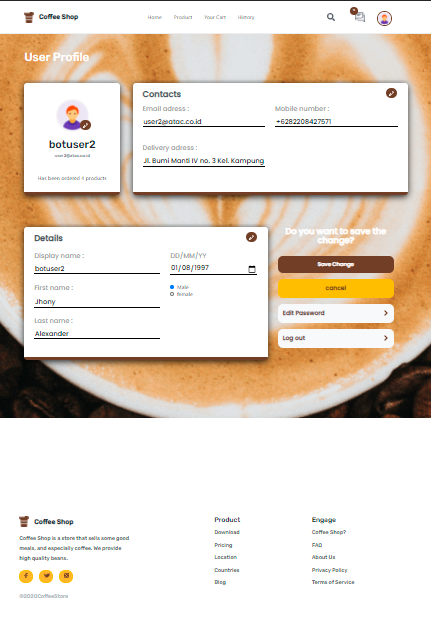 Coffee Shop
Home Product Your Cart History
User Profile
botuser2
user2@atac.co.id
Has been ordered 0 products
Contacts
Email adress : Mobile number :
user2@atac.co.id +6282208427571
Delivery adress :
Jl. Bumi Manti IV no. 3 Kel. Kampung
Details
Display name : DD/MM/YY
botuser2 01/08/1997
First name : Male
Female
Jhony
Last name :
Alexander
Do you want to save the
change?
Save Change
cancel
Edit Password
Log out
Coffee Shop
Coffee Shop is a store that sells some good
meals, and especially coffee. We provide
high quality beans.
©2020CoffeeStore
Product
Download
Pricing
Location
Countries
Blog
Engage
Coffee Shop?
FAQ
About Us
Privacy Policy
Terms of Service